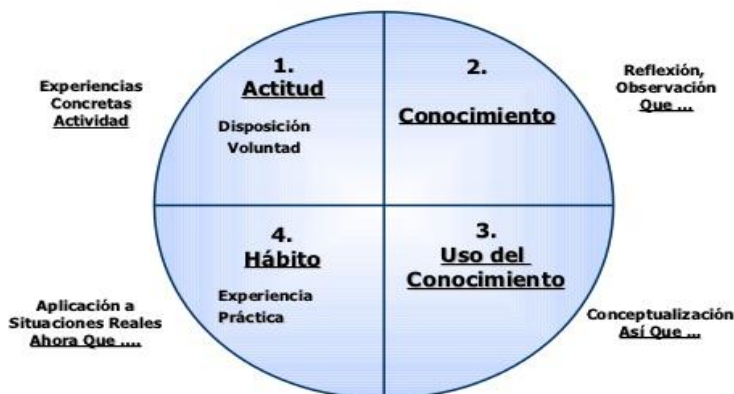 Experiencias
Concretas
Actividad
1.
Actitud
Disposición
Voluntad
2.
Conocimiento
Reflexión,
Observación
Que ...
4.
Hábito
Experiencia
Práctica
3.
Uso del
Conocimiento
Aplicación a
Situaciones Reales
Ahora Que ....
Conceptualización
Así Que ...